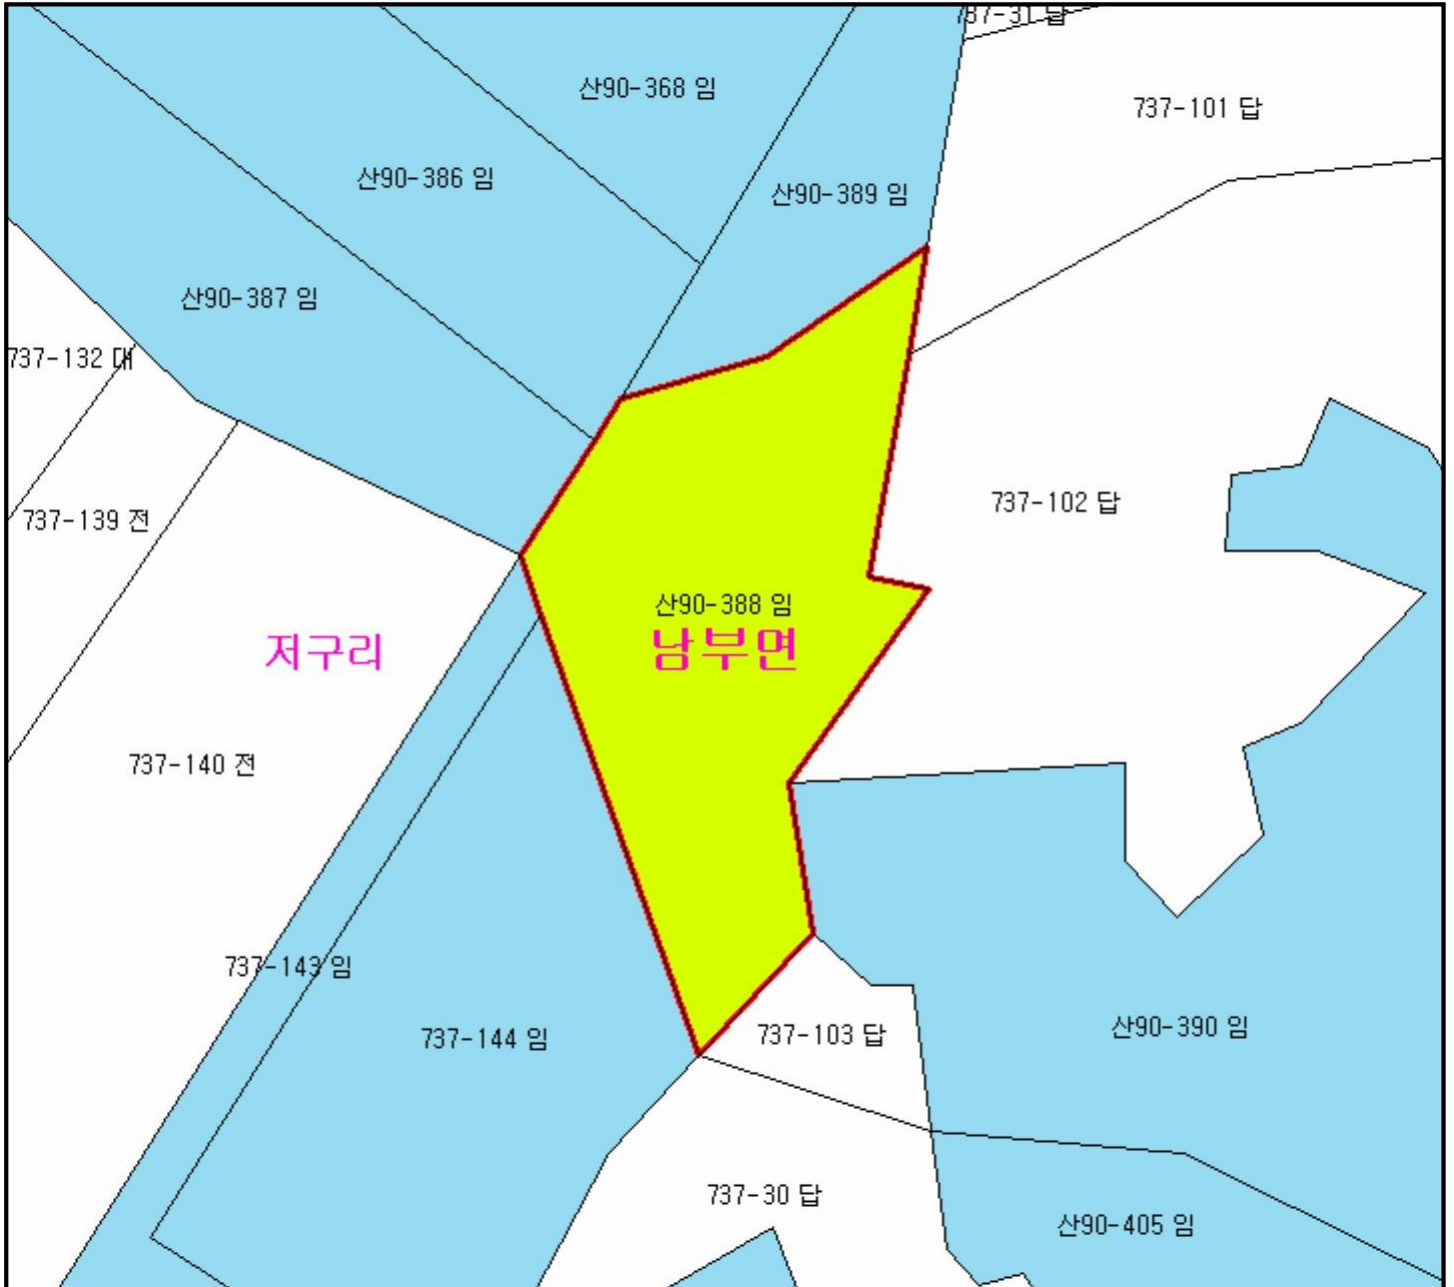 737-31 답
산90-368 임
737-101 답
산90-386 임
산90-389 임
산90-387 임
737-132 대
737-102 답
737-139 전
산90-388 임
남부면
저구리
737-140 전
737-143 임
산90-390 임
737-103 답
737-144 임
737-30 답
산90-405 임